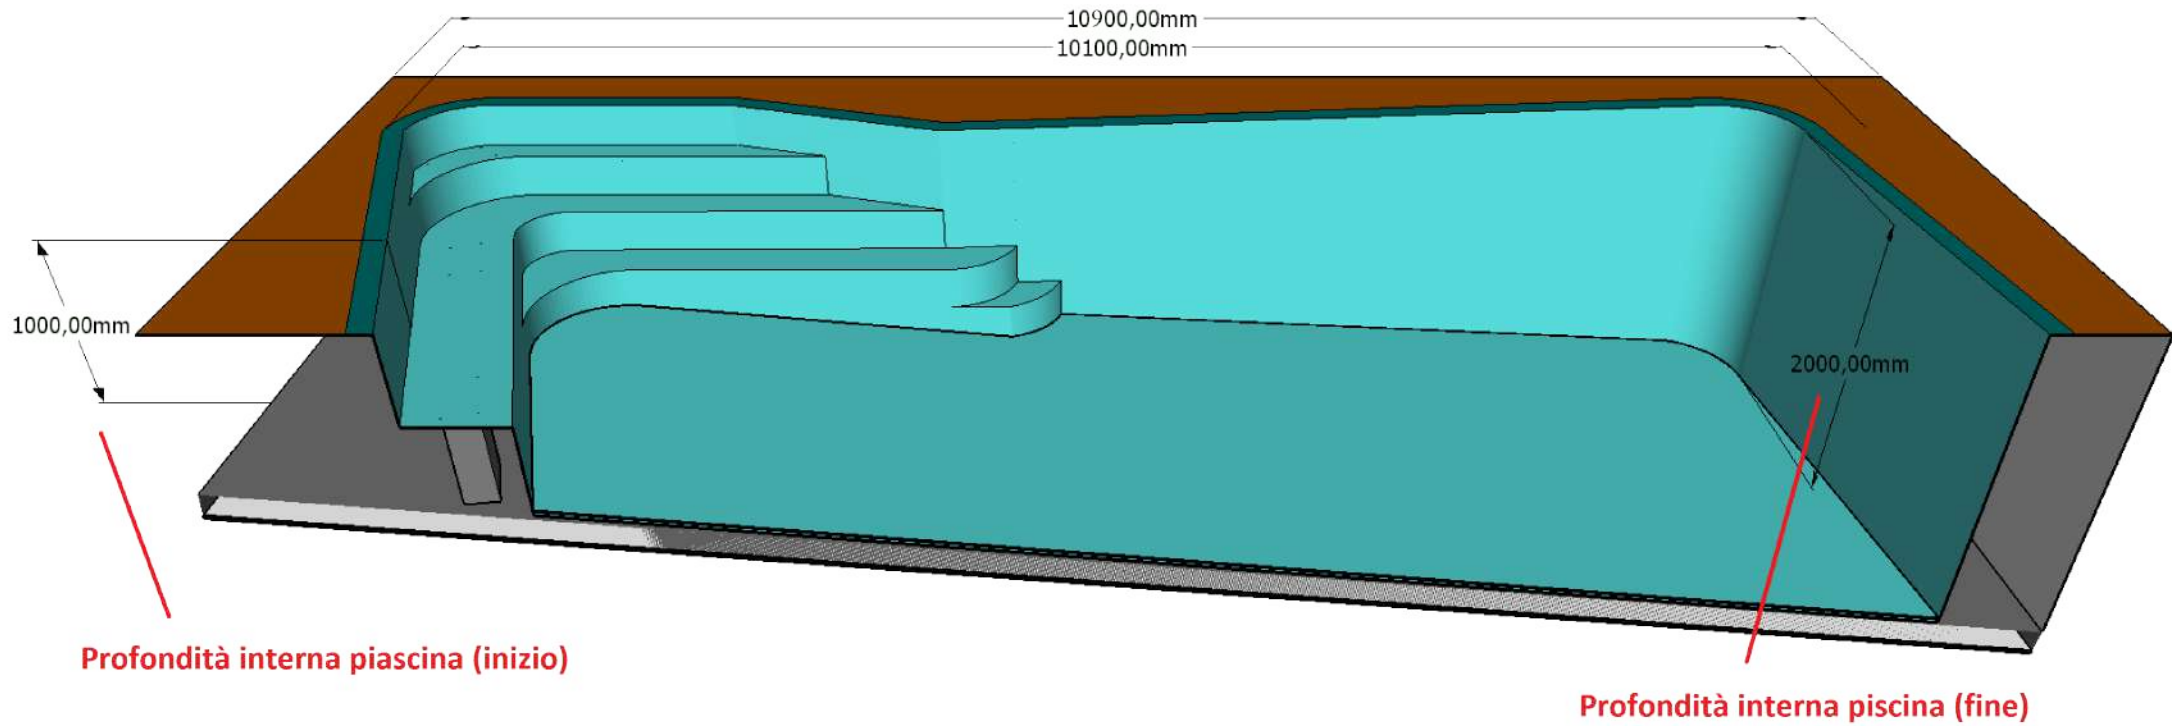 10900,00mm
10100,00mm
1000,00mm
2000,00mm
Profondità interna piascina (inizio)
Profondità interna piscina (fine)